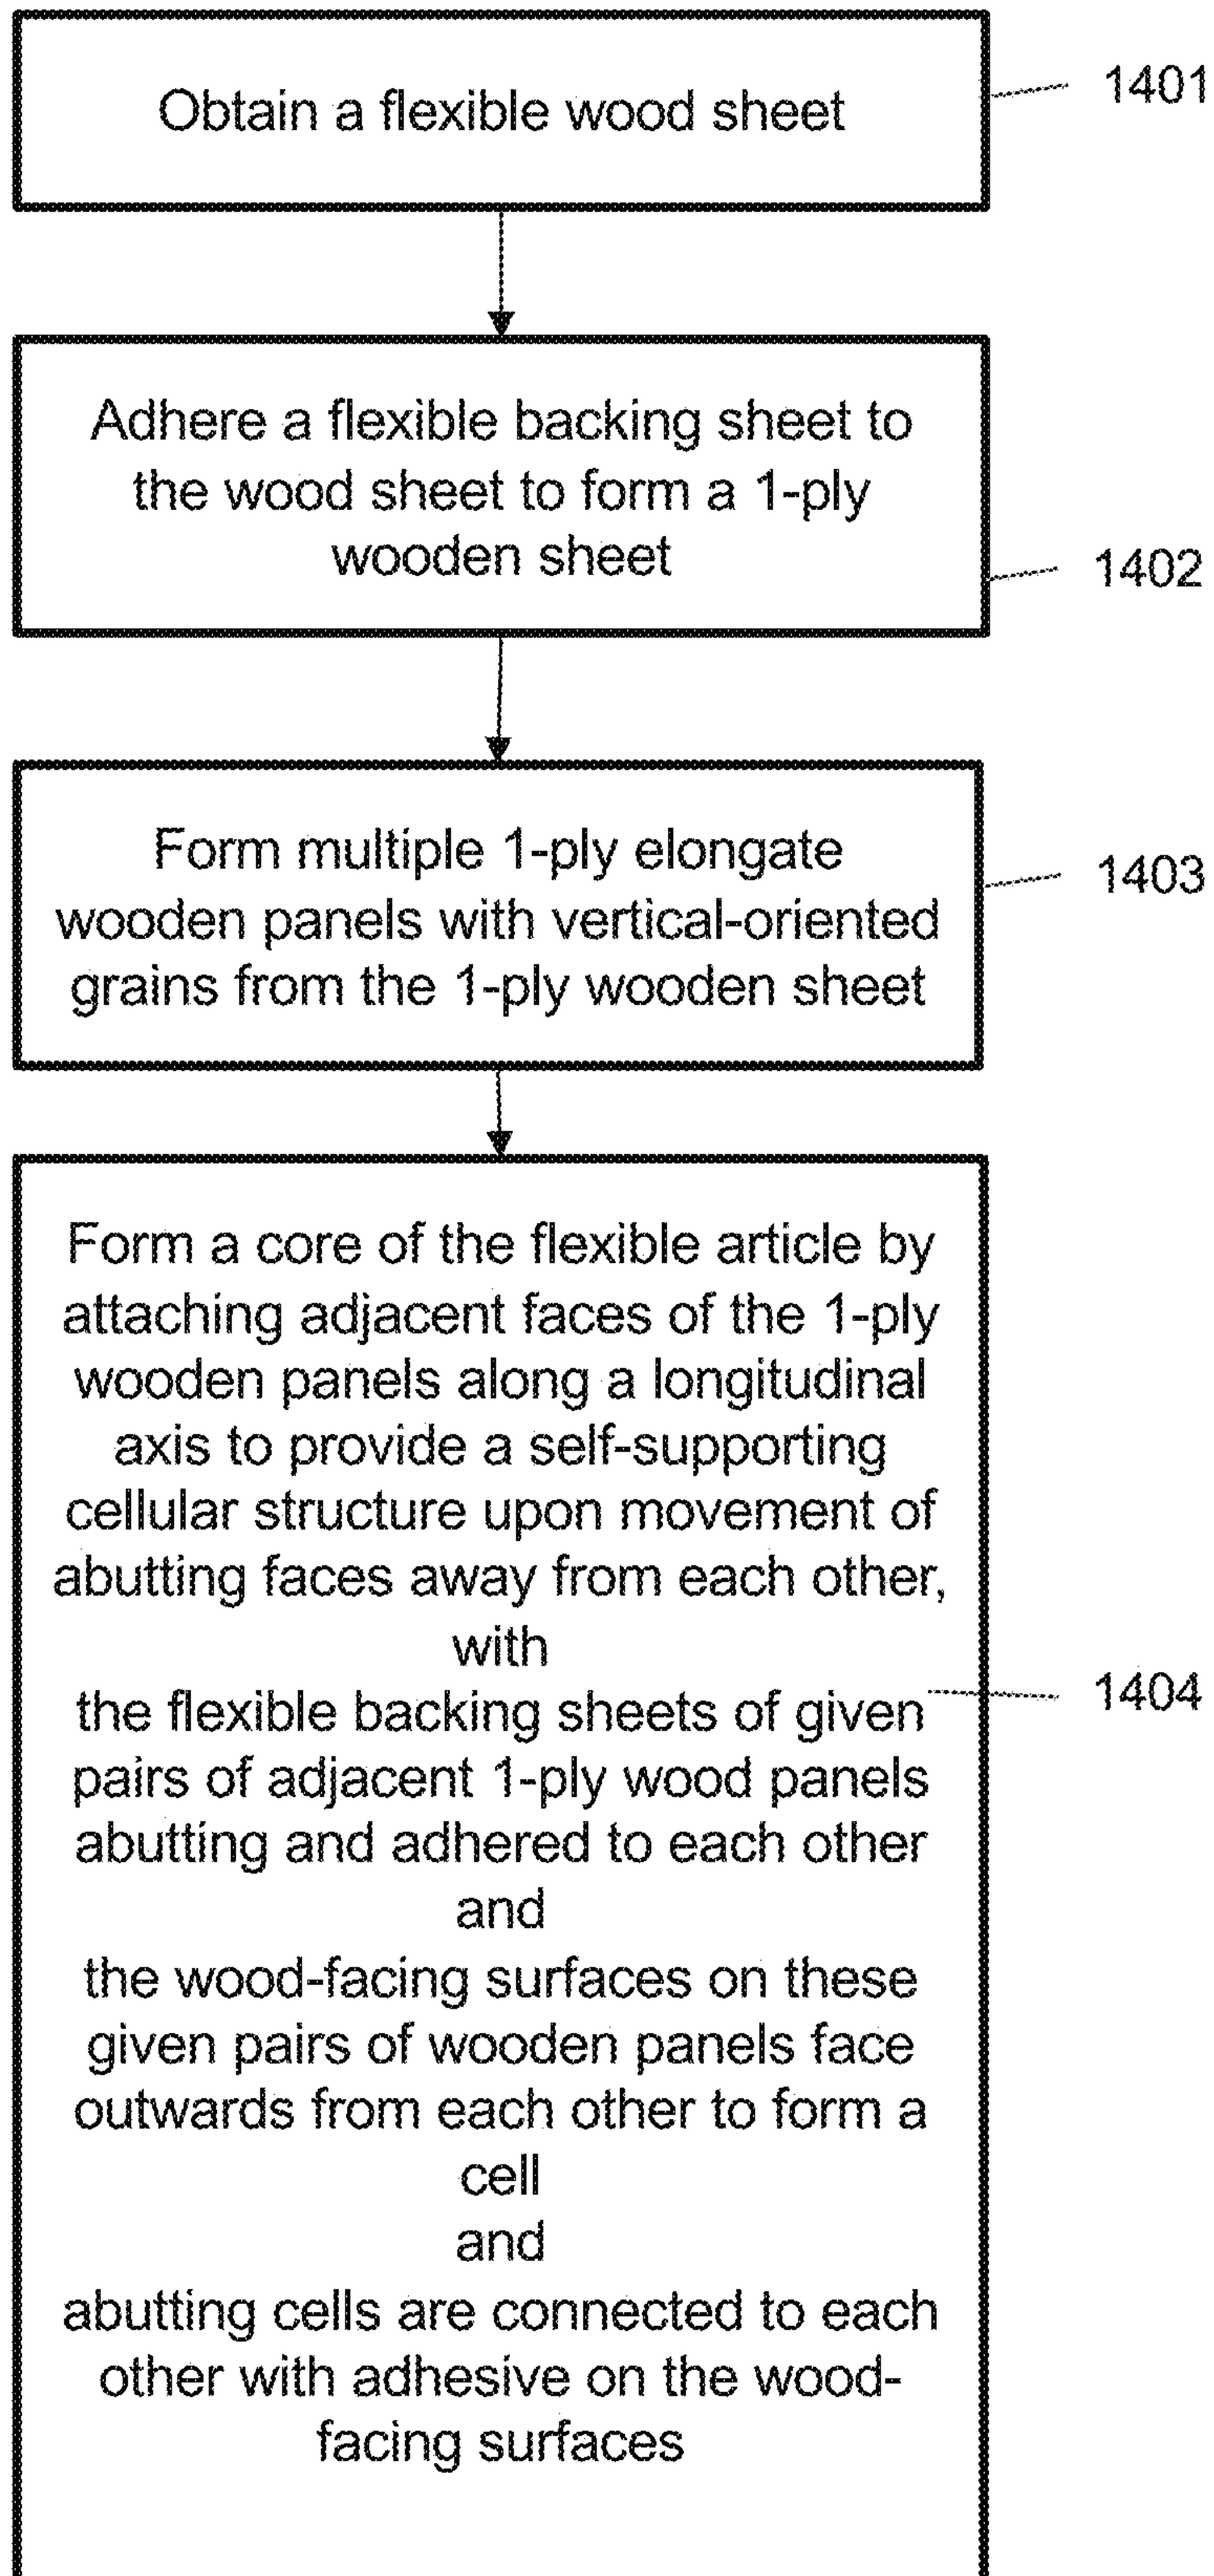 Obtain a flexible wood sheet
1401
Adhere a flexible backing sheet to
the wood sheet to form a 1-ply
wooden sheet
1402
Form multiple 1-ply elongate
wooden panels with vertical-oriented
grains from the 1-ply wooden sheet
1403
Form a core of the flexible article by
attaching adjacent faces of the 1-ply
wooden panels along a longitudinal
axis to provide a self-supporting
cellular structure upon movement of
abutting faces away from each other,
with
the flexible backing sheets of given
pairs of adjacent 1-ply wood panels
abutting and adhered to each other
and
the wood-facing surfaces on these
given pairs of wooden panels face
outwards from each other to form a
cell
and
abutting cells are connected to each
other with adhesive on the wood-
facing surfaces
1404